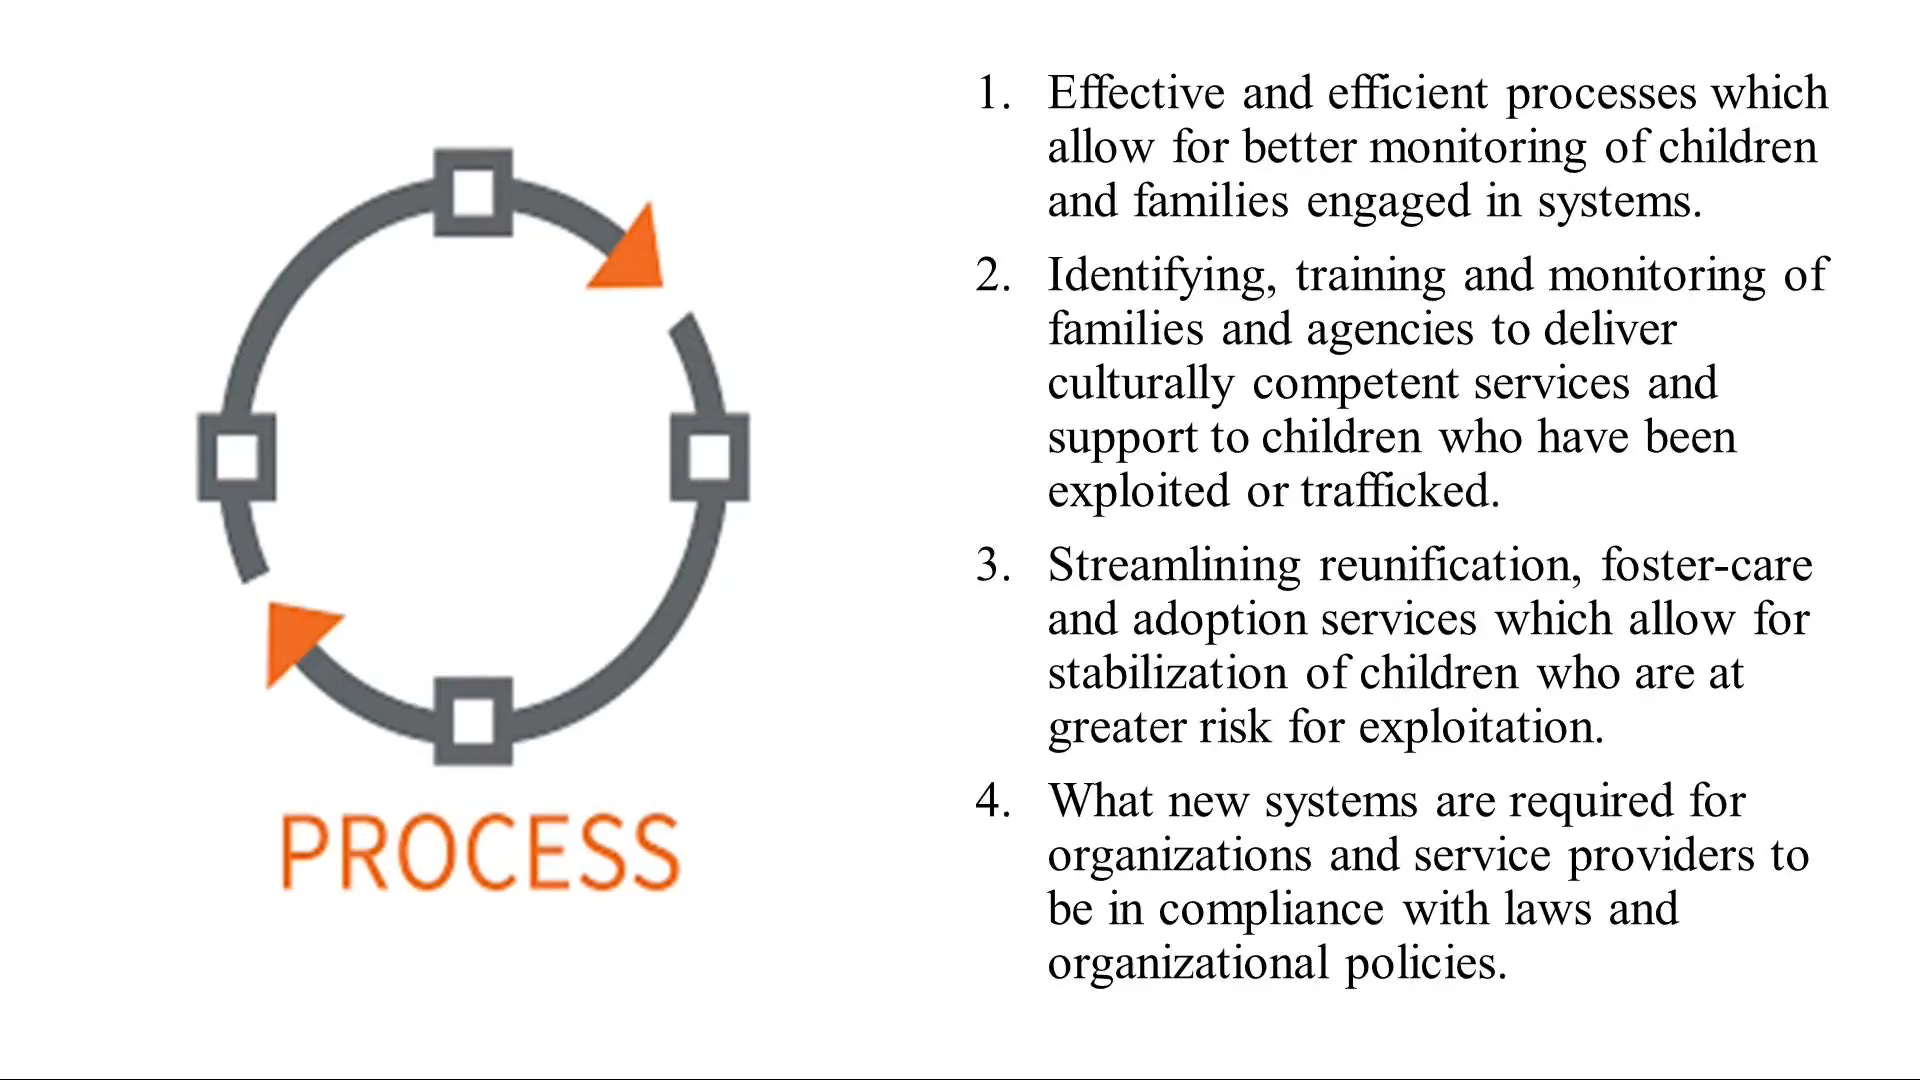 1. Effective and efficient processes which
allow for better monitoring of children
and families engaged in systems.
2. Identifying, training and monitoring of
families and agencies to deliver
culturally competent services and
support to children who have been
exploited or trafficked.
3. Streamlining reunification, foster-care
and adoption services which allow for
stabilization of children who are at
greater risk for exploitation.
4. What new systems are required for
organizations and service providers to
be in compliance with laws and
organizational policies.
PROCESS